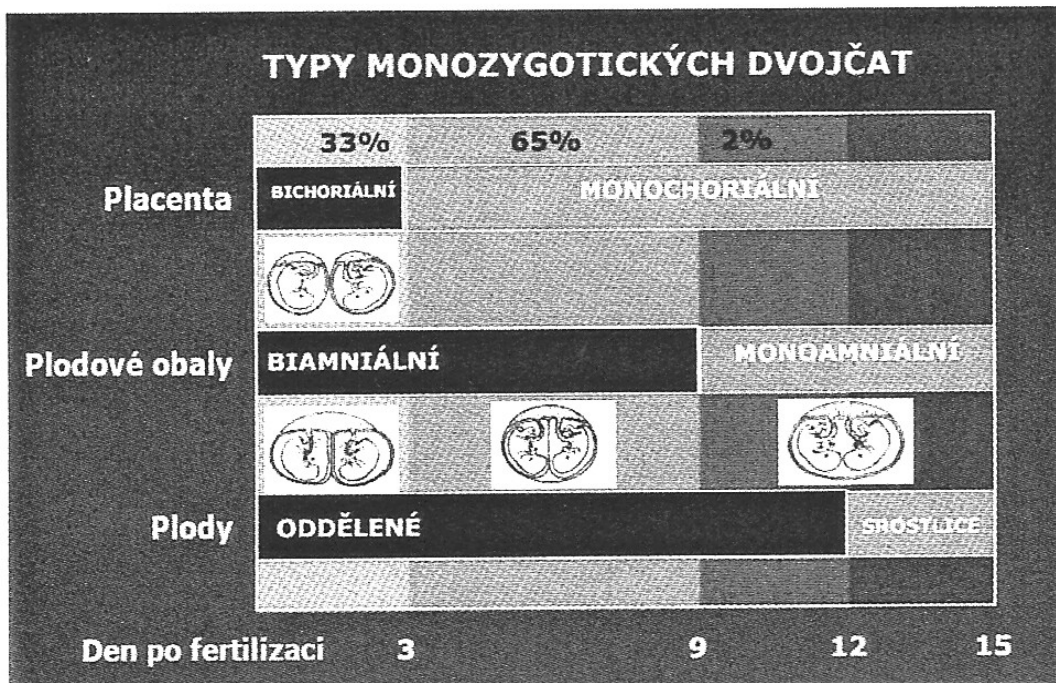 TYPY MONOZYGOTICKÝCH DVOJČAT
33% 65% 2%
Placenta BICHORIÁLNÍ MONOCHORIÁLNÍ
Plodové obaly BIAMNIÁLNÍ MONOAMNIÁLNÍ
Plody ODDĚLENÉ SROSTLICE
Den po fertilizaci 3 9 12 15